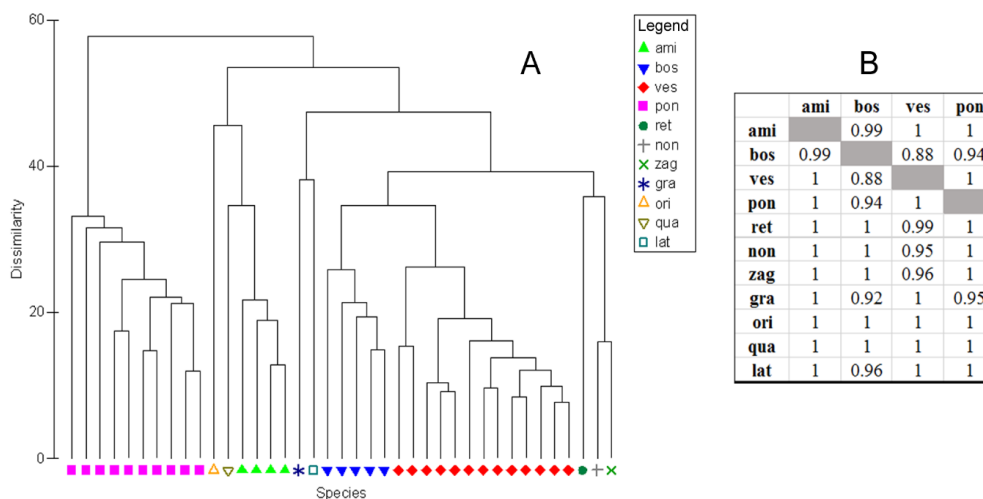 A
B
60
40
20
0
Dissimilarity
Species
Legend
ami
bos
ves
pon
ret
non
zag
gra
ori
qua
lat
ami bos ves pon
ami 0.99 1 1
bos 0.99 0.88 0.94
ves 1 0.88 1
pon 1 0.94 1
ret 1 1 0.99 1
non 1 1 0.95 1
zag 1 1 0.96 1
gra 1 0.92 1 0.95
ori 1 1 1 1
qua 1 1 1 1
lat 1 0.96 1 1